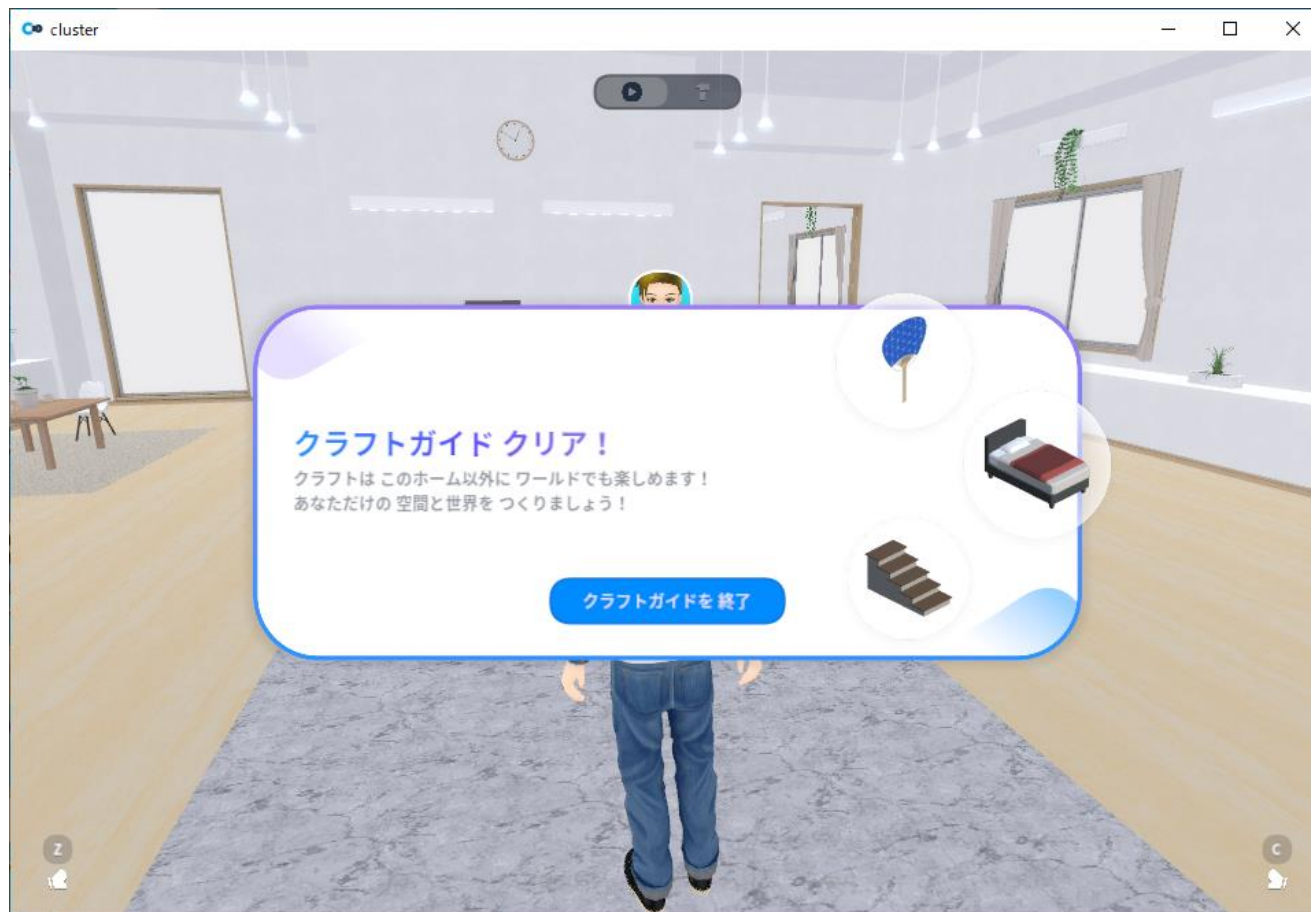 cluster
クラフトガイド クリア！
クラフトは このホーム以外に ワールドでも楽しめます！
あなただけの 空間と世界を つくりましょう！
クラフトガイドを 終了
Z
C